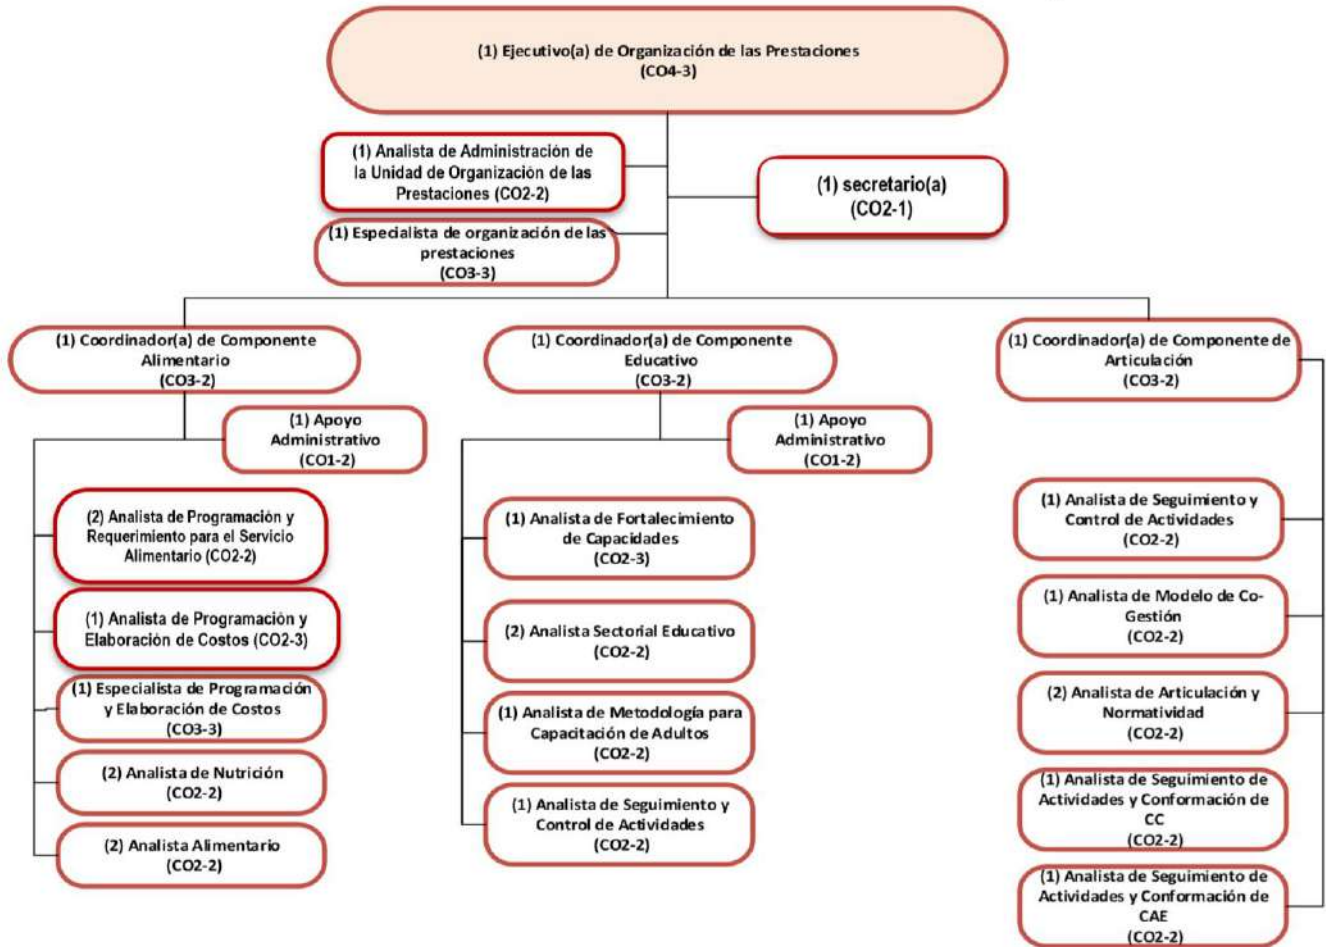 (1) Ejecutivo(a) de Organización de las Prestaciones
(CO4-3)
(1) Analista de Administración de
la Unidad de Organización de las
Prestaciones (CO2-2)
(1) secretario(a)
(CO2-1)
(1) Especialista de organización de las
prestaciones
(CO3-3)
(1) Coordinador(a) de Componente
Alimentario
(CO3-2)
(1) Apoyo
Administrativo
(CO1-2)
(2) Analista de Programación y
Requerimiento para el Servicio
Alimentario (CO2-2)
(1) Analista de Programación y
Elaboración de Costos (CO2-3)
(1) Especialista de Programación
y Elaboración de Costos
(CO3-3)
(2) Analista de Nutrición
(CO2-2)
(2) Analista Alimentario
(CO2-2)
(1) Coordinador(a) de Componente
Educativo
(CO3-2)
(1) Apoyo
Administrativo
(CO1-2)
(1) Analista de Fortalecimiento
de Capacidades
(CO2-3)
(2) Analista Sectorial Educativo
(CO2-2)
(1) Analista de Metodología para
Capacitación de Adultos
(CO2-2)
(1) Analista de Seguimiento y
Control de Actividades
(CO2-2)
(1) Coordinador(a) de Componente de
Articulación
(CO3-2)
(1) Analista de Seguimiento y
Control de Actividades
(CO2-2)
(1) Analista de Modelo de Co-
Gestión
(CO2-2)
(2) Analista de Articulación y
Normatividad
(CO2-2)
(1) Analista de Seguimiento de
Actividades y Conformación de
CC
(CO2-2)
(1) Analista de Seguimiento de
Actividades y Conformación de
CAE
(CO2-2)